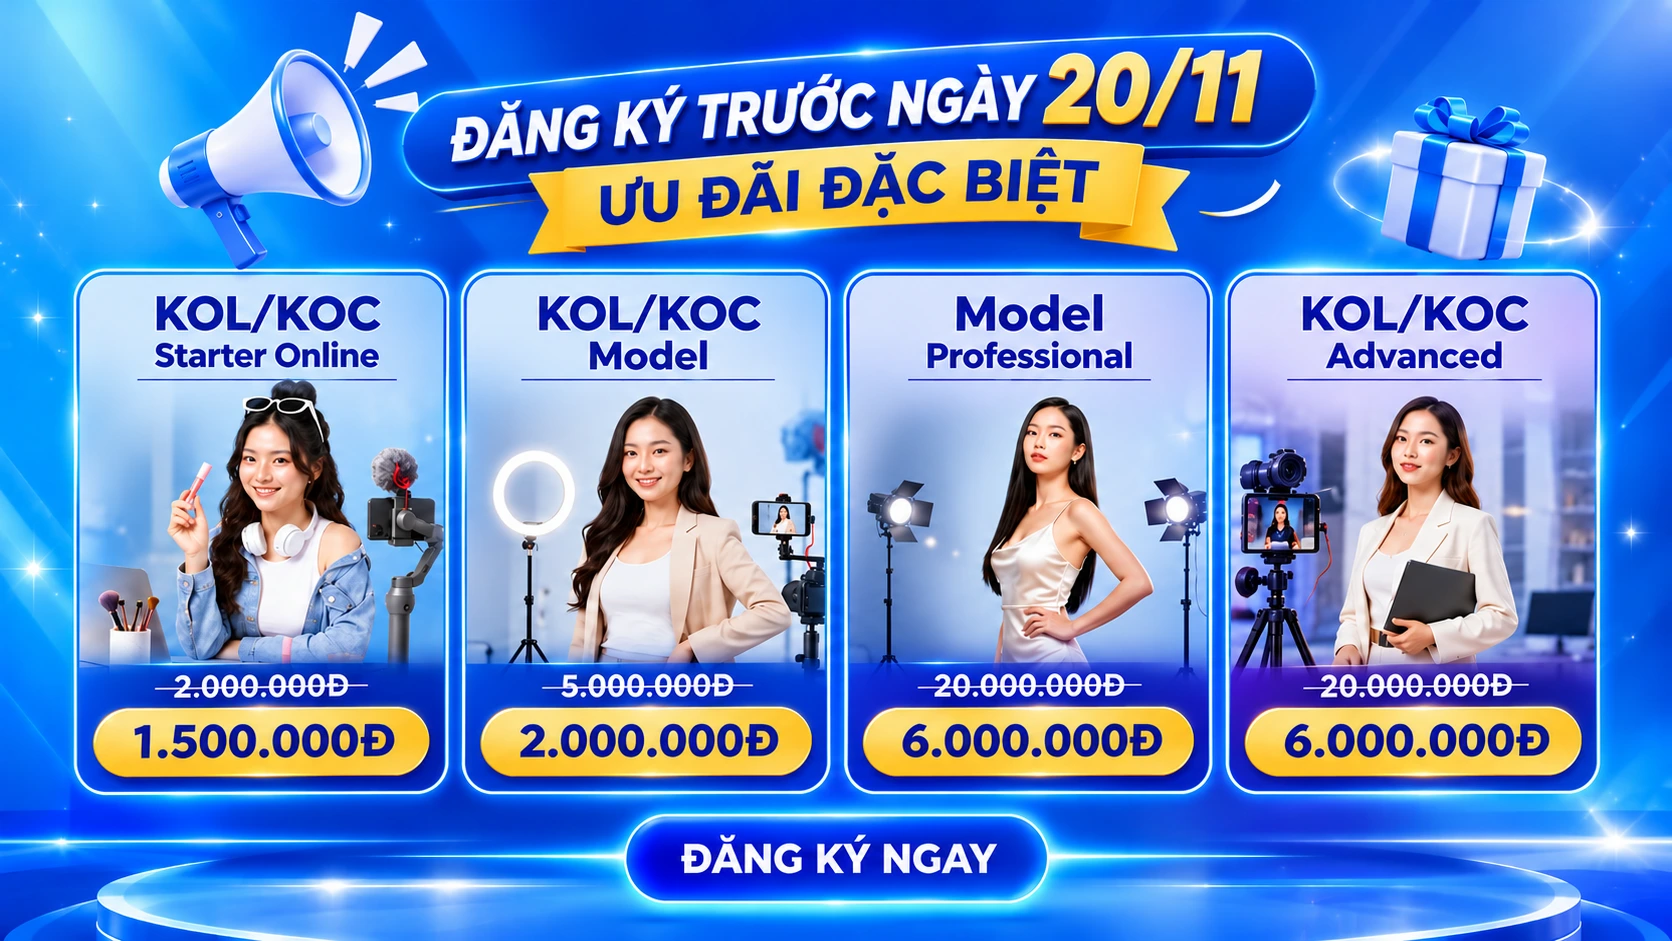 ĐĂNG KÝ TRƯỚC NGÀY 20/11
ƯU ĐÃI ĐẶC BIỆT
KOL/KOC
Starter Online
2.000.000Đ
1.500.000Đ
KOL/KOC
Model
5.000.000Đ
2.000.000Đ
Model
Professional
20.000.000Đ
6.000.000Đ
KOL/KOC
Advanced
20.000.000Đ
6.000.000Đ
ĐĂNG KÝ NGAY